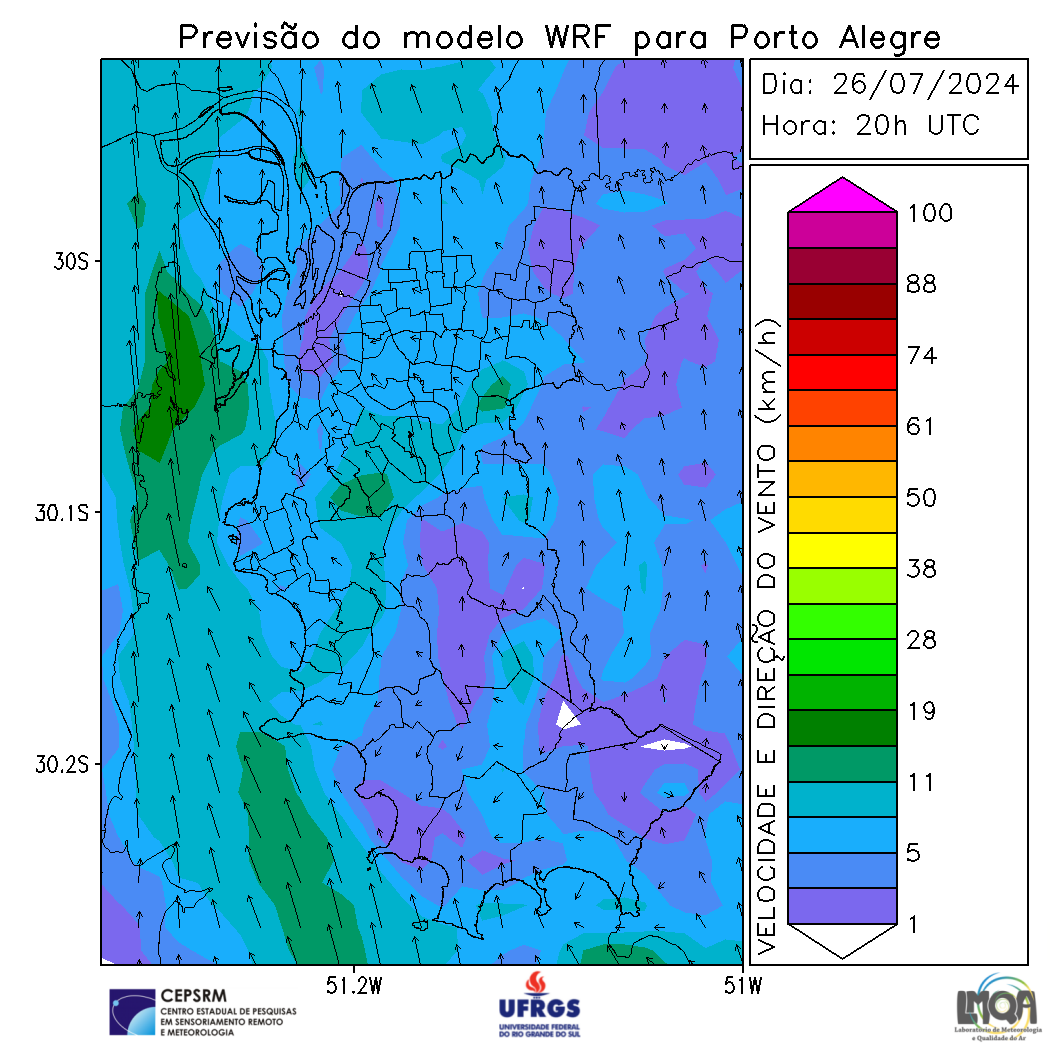 Previsão do modelo WRF para Porto Alegre
Dia: 26/07/2024
Hora: 20h UTC
30S
30.1S
30.2S
51.2W
51W
VELOCIDADE E DIREÇÃO DO VENTO (km/h)
100
88
74
61
50
38
28
19
11
5
1
CEPSRM
CENTRO ESTADUAL DE PESQUISAS
EM SENSORIAMENTO REMOTO
E METEOROLOGIA
UFRGS
UNIVERSIDADE FEDERAL
DO RIO GRANDE DO SUL
LMQA
Laboratório de Meteorologia
e Qualidade do Ar